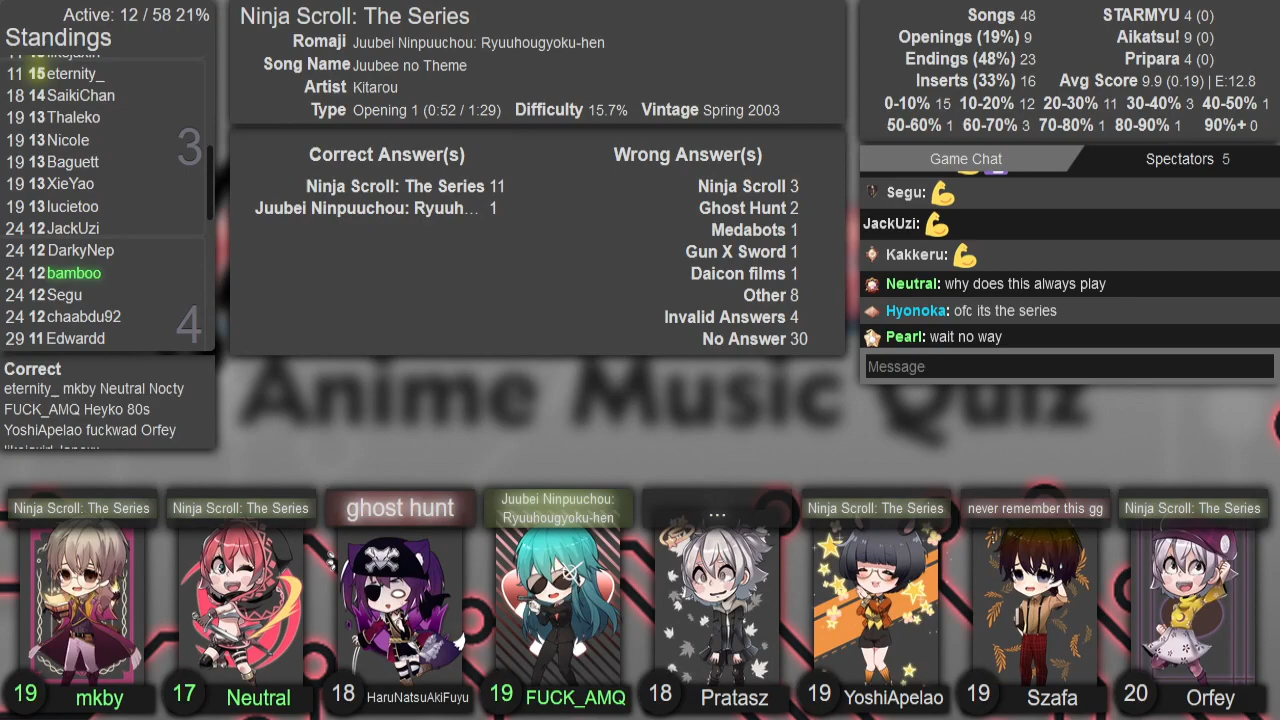 Active: 12 / 58 21%
Standings
11 15 eternity_
18 14 SaikiChan
19 13 Thaleko
19 13 Nicole
19 13 Baguett
19 13 XieYao
19 13 lucietoo
24 12 JackUzi
24 12 DarkyNep
24 12 bamboo
24 12 Segu
24 12 chaabdu92
29 11 Edwardd
3
4
Correct
eternity_ mkby Neutral Nocty
FUCK_AMQ Heyko 80s
YoshiApelao fuckwad Orfey
Ninja Scroll: The Series
Romaji Juubei Ninpuuchou: Ryuuhougyoku-hen
Song Name Juubee no Theme
Artist Kitarou
Type Opening 1 (0:52 / 1:29) Difficulty 15.7% Vintage Spring 2003
Correct Answer(s)
Ninja Scroll: The Series 11
Juubei Ninpuuchou: Ryuuh... 1
Wrong Answer(s)
Ninja Scroll 3
Ghost Hunt 2
Medabots 1
Gun X Sword 1
Daicon films 1
Other 8
Invalid Answers 4
No Answer 30
Songs 48 STARMYU 4 (0)
Openings (19%) 9 Aikatsu! 9 (0)
Endings (48%) 23 Pripara 4 (0)
Inserts (33%) 16 Avg Score 9.9 (0.19) | E:12.8
0-10% 15 10-20% 12 20-30% 11 30-40% 3 40-50% 1
50-60% 1 60-70% 3 70-80% 1 80-90% 1 90%+ 0
Game Chat Spectators 5
Segu: 💪
JackUzi: 💪
Kakkeru: 💪
Neutral: why does this always play
Hyonoka: ofc its the series
Pearl: wait no way
Message
Anime Music Quiz
Ninja Scroll: The Series
Ninja Scroll: The Series
ghost hunt
Juubei Ninpuuchou:
Ryuuhougyoku-hen
...
Ninja Scroll: The Series
never remember this gg
Ninja Scroll: The Series
19 mkby
17 Neutral
18 HaruNatsuAkiFuyu
19 FUCK_AMQ
18 Pratasz
19 YoshiApelao
19 Szafa
20 Orfey